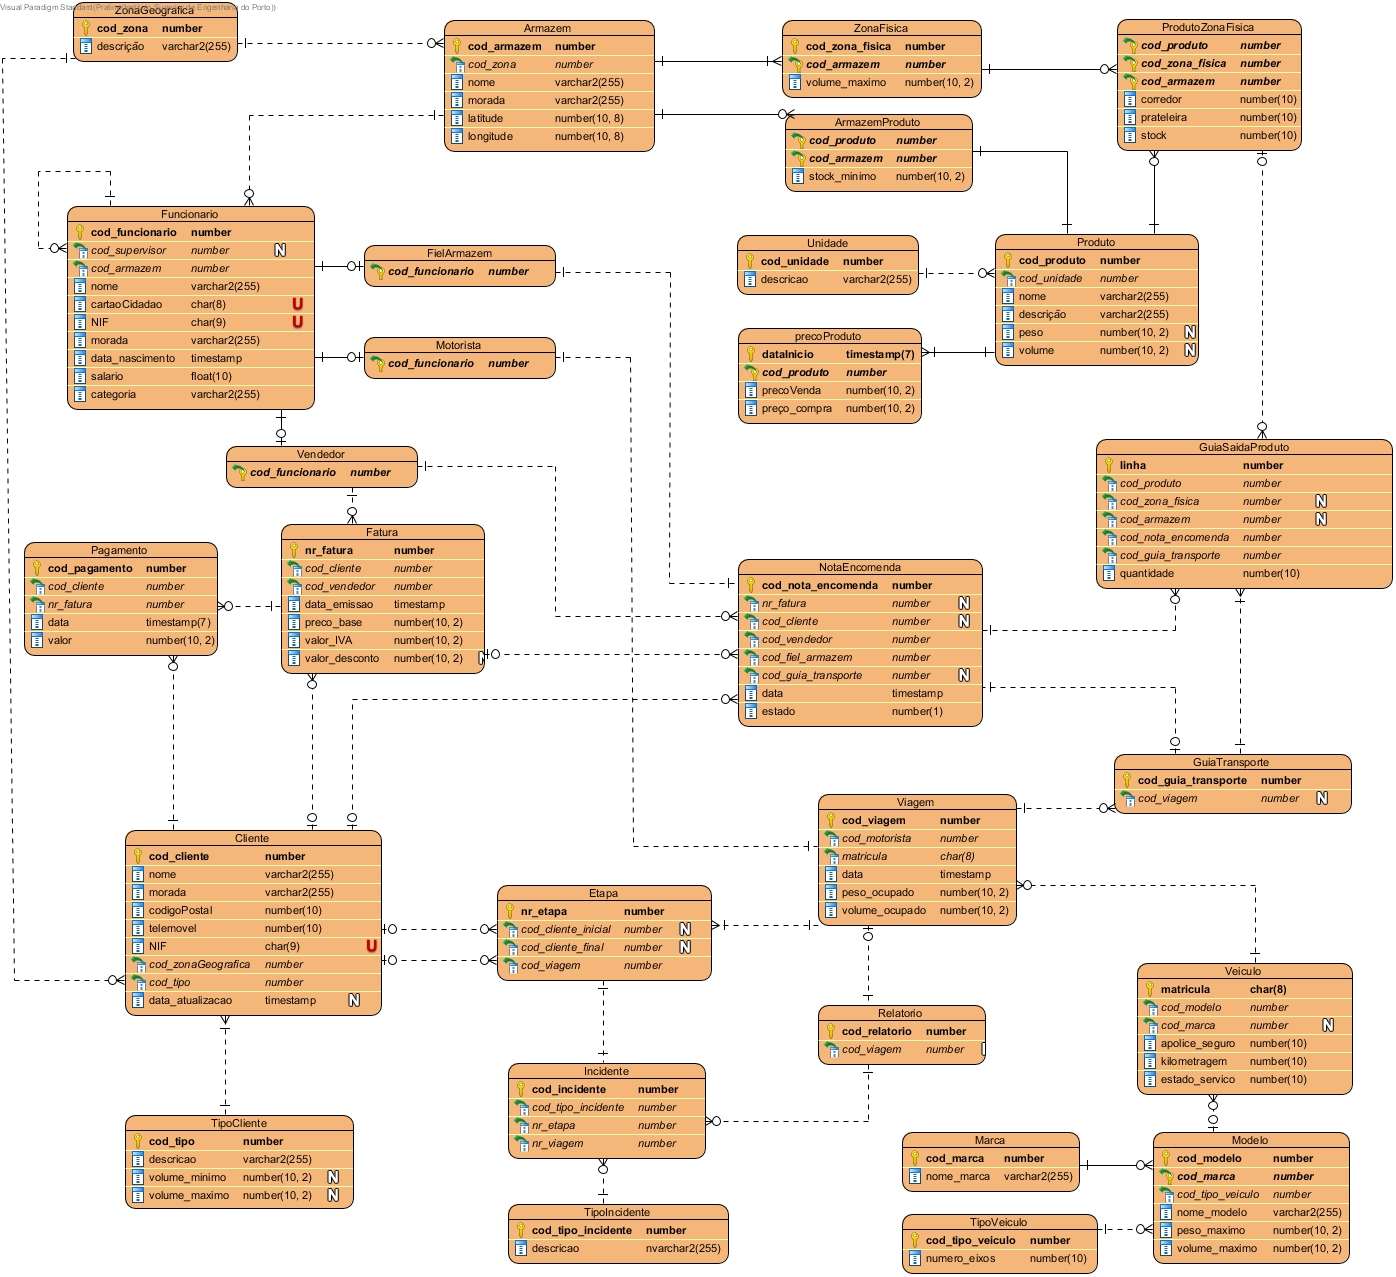 Visual Paradigm Standard(
ZonaGeografica
cod_zona number
descrição varchar2(255)
Armazem
cod_armazem number
cod_zona number
nome varchar2(255)
morada varchar2(255)
latitude number(10, 8)
longitude number(10, 8)
ZonaFisica
cod_zona_fisica number
cod_armazem number
volume_maximo number(10, 2)
ProdutoZonaFisica
cod_produto number
cod_zona_fisica number
cod_armazem number
corredor number(10)
prateleira number(10)
stock number(10)
ArmazemProduto
cod_produto number
cod_armazem number
stock_minimo number(10, 2)
Funcionario
cod_funcionario number
cod_supervisor number N
cod_armazem number
nome varchar2(255)
cartaoCidadao char(8) U
NIF char(9) U
morada varchar2(255)
data_nascimento timestamp
salario float(10)
categoria varchar2(255)
FielArmazem
cod_funcionario number
Motorista
cod_funcionario number
Unidade
cod_unidade number
descricao varchar2(255)
Produto
cod_produto number
cod_unidade number
nome varchar2(255)
descrição varchar2(255)
peso number(10, 2) N
volume number(10, 2) N
precoProduto
dataInicio timestamp(7)
cod_produto number
precoVenda number(10, 2)
preço_compra number(10, 2)
Vendedor
cod_funcionario number
GuiaSaidaProduto
linha number
cod_produto number
cod_zona_fisica number N
cod_armazem number N
cod_nota_encomenda number
cod_guia_transporte number
quantidade number(10)
Pagamento
cod_pagamento number
cod_cliente number
nr_fatura number
data timestamp(7)
valor number(10, 2)
Fatura
nr_fatura number
cod_cliente number
cod_vendedor number
data_emissao timestamp
preco_base number(10, 2)
valor_IVA number(10, 2)
valor_desconto number(10, 2) N
NotaEncomenda
cod_nota_encomenda number
nr_fatura number N
cod_cliente number N
cod_vendedor number
cod_fiel_armazem number
cod_guia_transporte number N
data timestamp
estado number(1)
GuiaTransporte
cod_guia_transporte number
cod_viagem number N
Viagem
cod_viagem number
cod_motorista number
matricula char(8)
data timestamp
peso_ocupado number(10, 2)
volume_ocupado number(10, 2)
Cliente
cod_cliente number
nome varchar2(255)
morada varchar2(255)
codigoPostal number(10)
telemovel number(10)
NIF char(9) U
cod_zonaGeografica number
cod_tipo number
data_atualizacao timestamp N
Etapa
nr_etapa number
cod_cliente_inicial number N
cod_cliente_final number N
cod_viagem number
Veiculo
matricula char(8)
cod_modelo number
cod_marca number N
apolice_seguro number(10)
kilometragem number(10)
estado_servico number(10)
Relatorio
cod_relatorio number
cod_viagem number
Incidente
cod_incidente number
cod_tipo_incidente number
nr_etapa number
nr_viagem number
TipoCliente
cod_tipo number
descricao varchar2(255)
volume_minimo number(10, 2) N
volume_maximo number(10, 2) N
Marca
cod_marca number
nome_marca varchar2(255)
Modelo
cod_modelo number
cod_marca number
cod_tipo_veiculo number
nome_modelo varchar2(255)
peso_maximo number(10, 2)
volume_maximo number(10, 2)
TipoIncidente
cod_tipo_incidente number
descricao nvarchar2(255)
TipoVeiculo
cod_tipo_veiculo number
numero_eixos number(10)